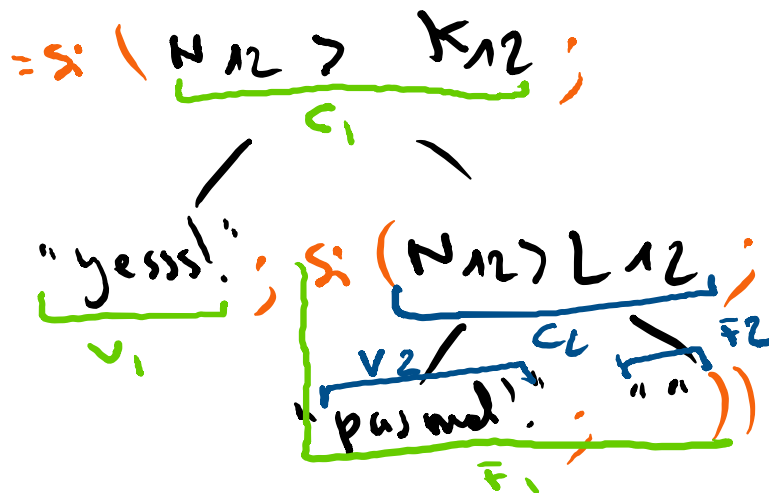 =si ( N12 > K12 ;
C1
"yesss!" ; si ( N12 > L12 ;
V1 C2 F2
V2
"pas mal!" ; " " ))
F1